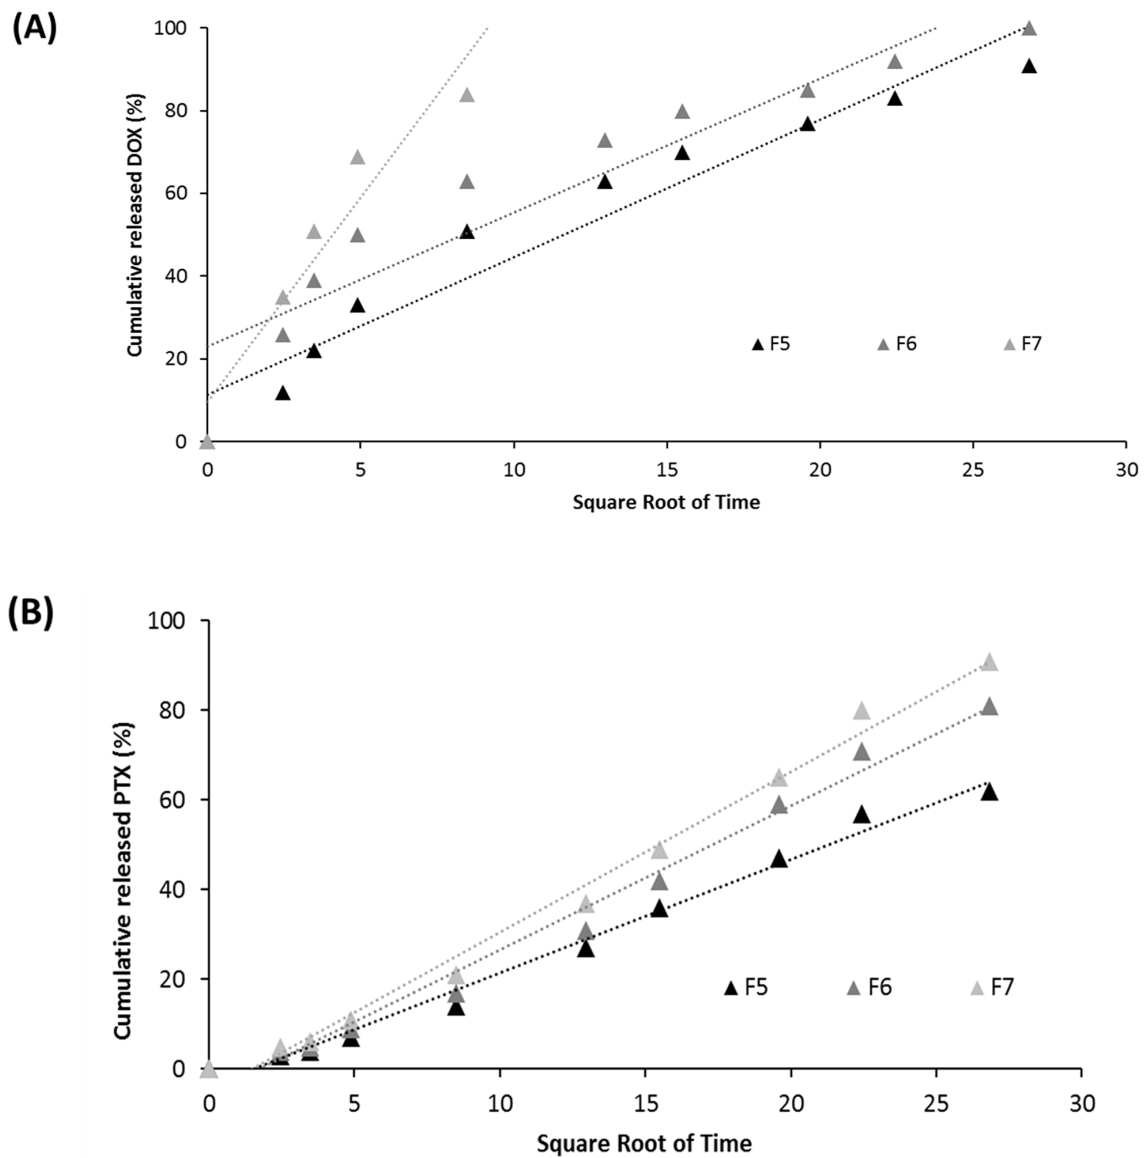 (A)
Cumulative released DOX (%)
100
80
60
40
20
0
F5 F6 F7
0 5 10 15 20 25 30
Square Root of Time
(B)
Cumulative released PTX (%)
100
80
60
40
20
0
F5 F6 F7
0 5 10 15 20 25 30
Square Root of Time